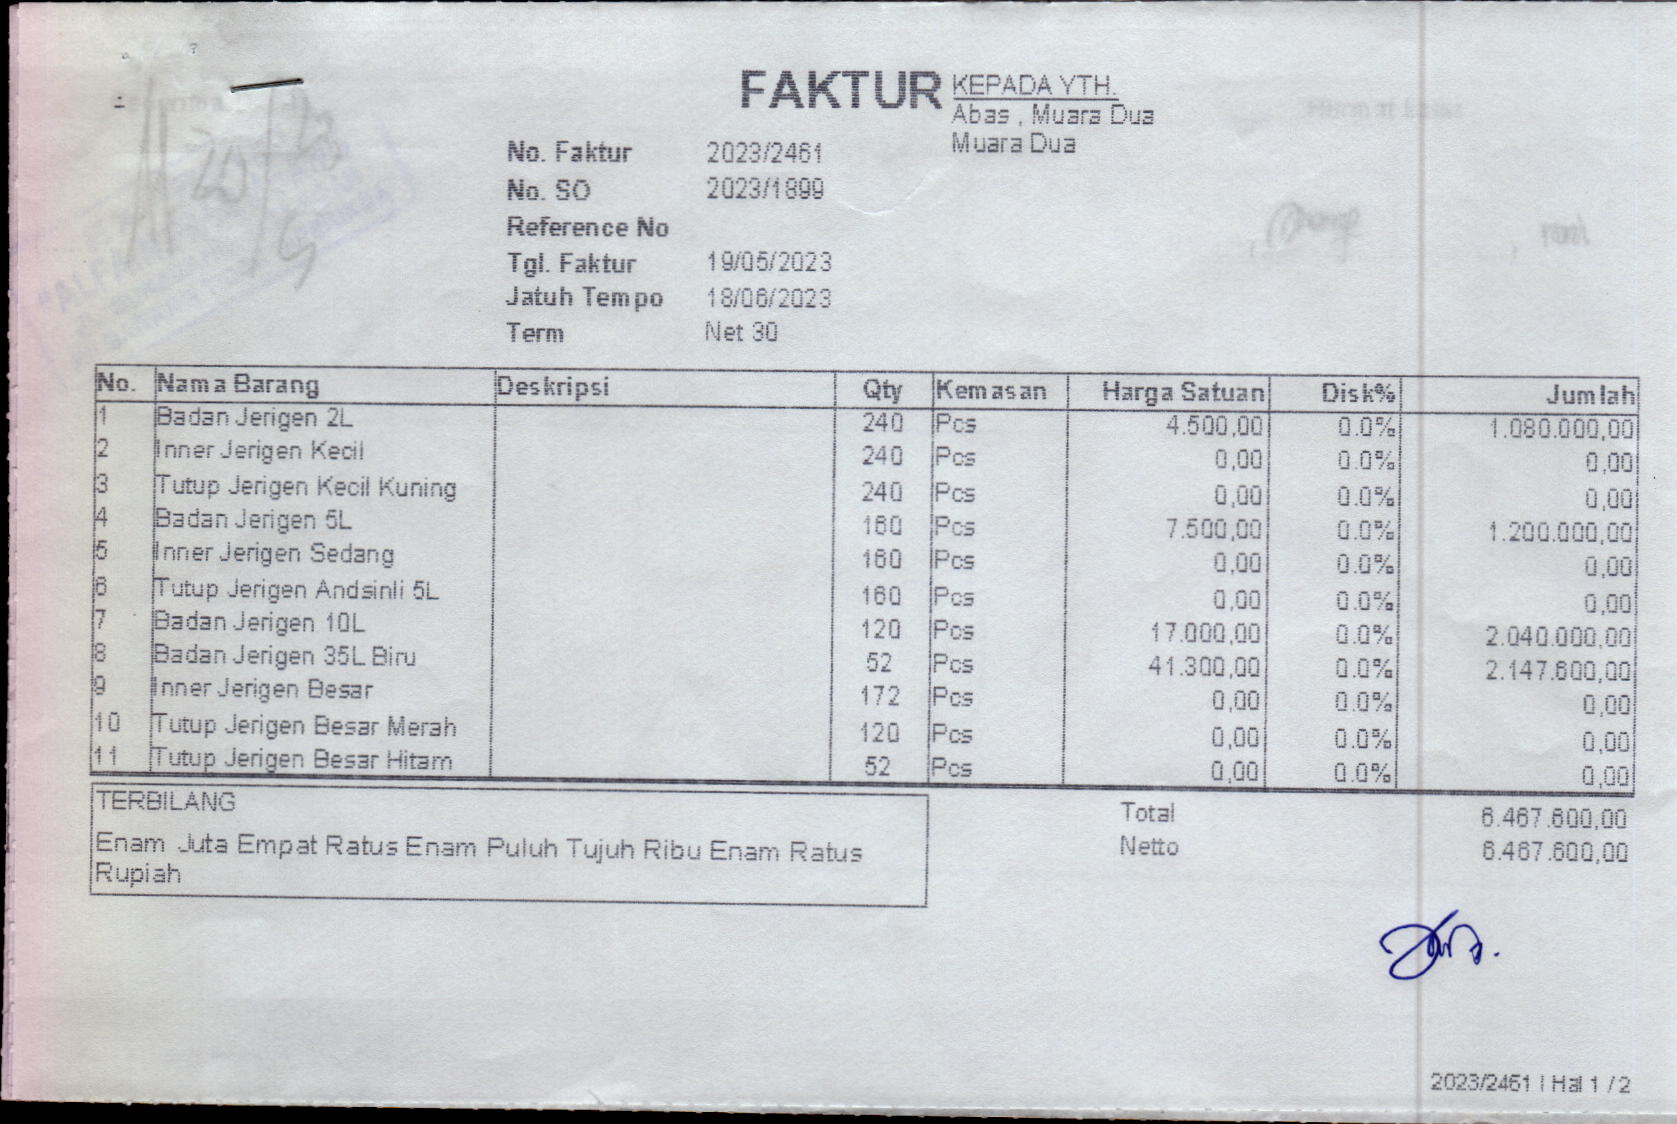 FAKTUR
KEPADA YTH.
Abas , Muara Dua
Muara Dua
No. Faktur 2023/2461
No. SO 2023/1899
Reference No
Tgl. Faktur 19/05/2023
Jatuh Tempo 18/06/2023
Term Net 30
No. Nama Barang Deskripsi Qty Kemasan Harga Satuan Disk% Jumlah
1 Badan Jerigen 2L 240 Pcs 4.500,00 0.0% 1.080.000,00
2 Inner Jerigen Kecil 240 Pcs 0,00 0.0% 0,00
3 Tutup Jerigen Kecil Kuning 240 Pcs 0,00 0.0% 0,00
4 Badan Jerigen 5L 160 Pcs 7.500,00 0.0% 1.200.000,00
5 Inner Jerigen Sedang 160 Pcs 0,00 0.0% 0,00
6 Tutup Jerigen Andsinli 5L 160 Pcs 0,00 0.0% 0,00
7 Badan Jerigen 10L 120 Pcs 17.000,00 0.0% 2.040.000,00
8 Badan Jerigen 35L Biru 52 Pcs 41.300,00 0.0% 2.147.600,00
9 Inner Jerigen Besar 172 Pcs 0,00 0.0% 0,00
10 Tutup Jerigen Besar Merah 120 Pcs 0,00 0.0% 0,00
11 Tutup Jerigen Besar Hitam 52 Pcs 0,00 0.0% 0,00
TERBILANG
Enam Juta Empat Ratus Enam Puluh Tujuh Ribu Enam Ratus
Rupiah
Total 6.467.600,00
Netto 6.467.600,00
2023/2461 | Hal 1 / 2